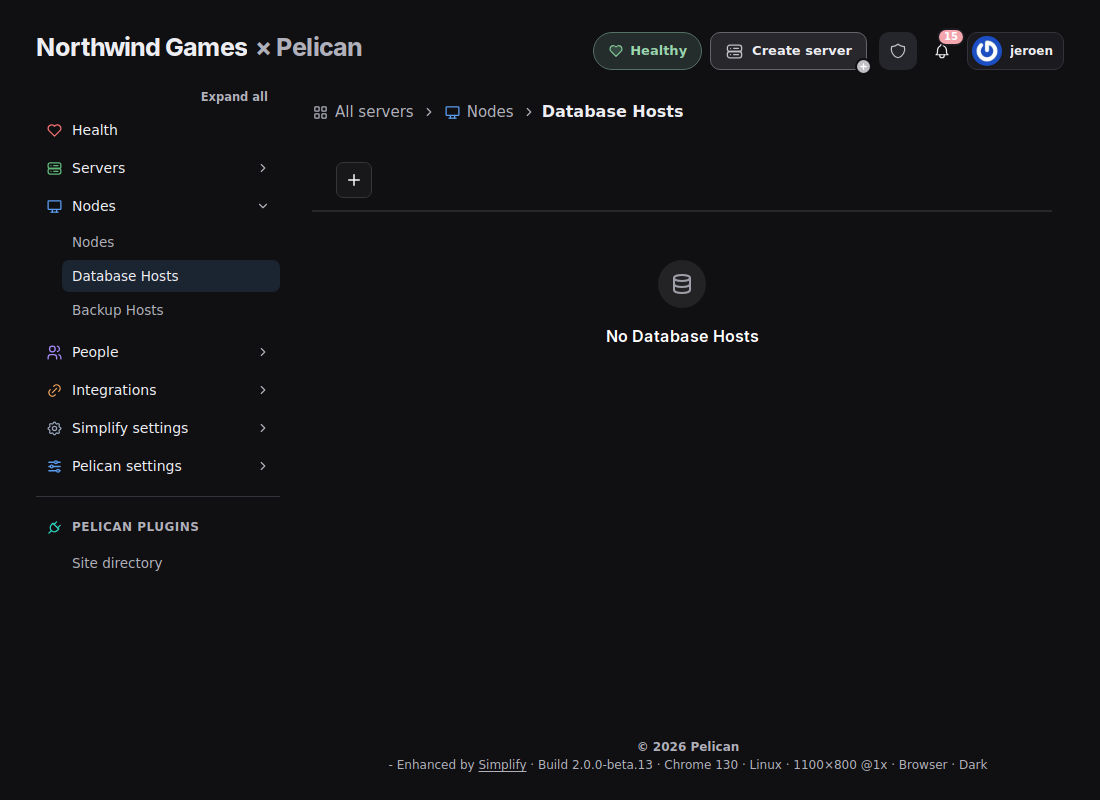 Northwind Games × Pelican
Healthy
Create server
15
jeroen
Expand all
Health
Servers
Nodes
Nodes
Database Hosts
Backup Hosts
People
Integrations
Simplify settings
Pelican settings
PELICAN PLUGINS
Site directory
All servers > Nodes > Database Hosts
No Database Hosts
© 2026 Pelican
- Enhanced by Simplify · Build 2.0.0-beta.13 · Chrome 130 · Linux · 1100×800 @1x · Browser · Dark